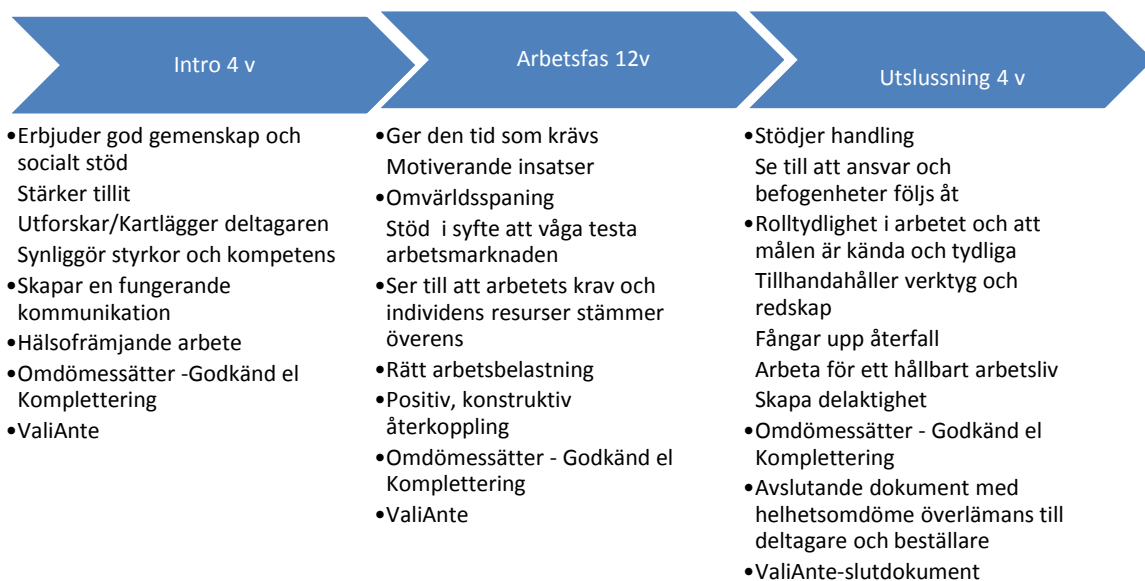 Intro 4 v
Arbetsfas 12v
Utslussning 4 v
•Erbjuder god gemenskap och
socialt stöd
Stärker tillit
Utforskar/Kartlägger deltagaren
Synliggör styrkor och kompetens
•Skapar en fungerande
kommunikation
•Hälsofrämjande arbete
•Omdömessätter -Godkänd el
Komplettering
•ValiAnte
•Ger den tid som krävs
Motiverande insatser
•Omvärldsspaning
Stöd  i syfte att våga testa
arbetsmarknaden
•Ser till att arbetets krav och
individens resurser stämmer
överens
•Rätt arbetsbelastning
•Positiv, konstruktiv
återkoppling
•Omdömessätter - Godkänd el
Komplettering
•ValiAnte
•Stödjer handling
Se till att ansvar och
befogenheter följs åt
•Rolltydlighet i arbetet och att
målen är kända och tydliga
Tillhandahåller verktyg och
redskap
Fångar upp återfall
Arbeta för ett hållbart arbetsliv
Skapa delaktighet
•Omdömessätter - Godkänd el
Komplettering
•Avslutande dokument med
helhetsomdöme överlämans till
deltagare och beställare
•ValiAnte-slutdokument